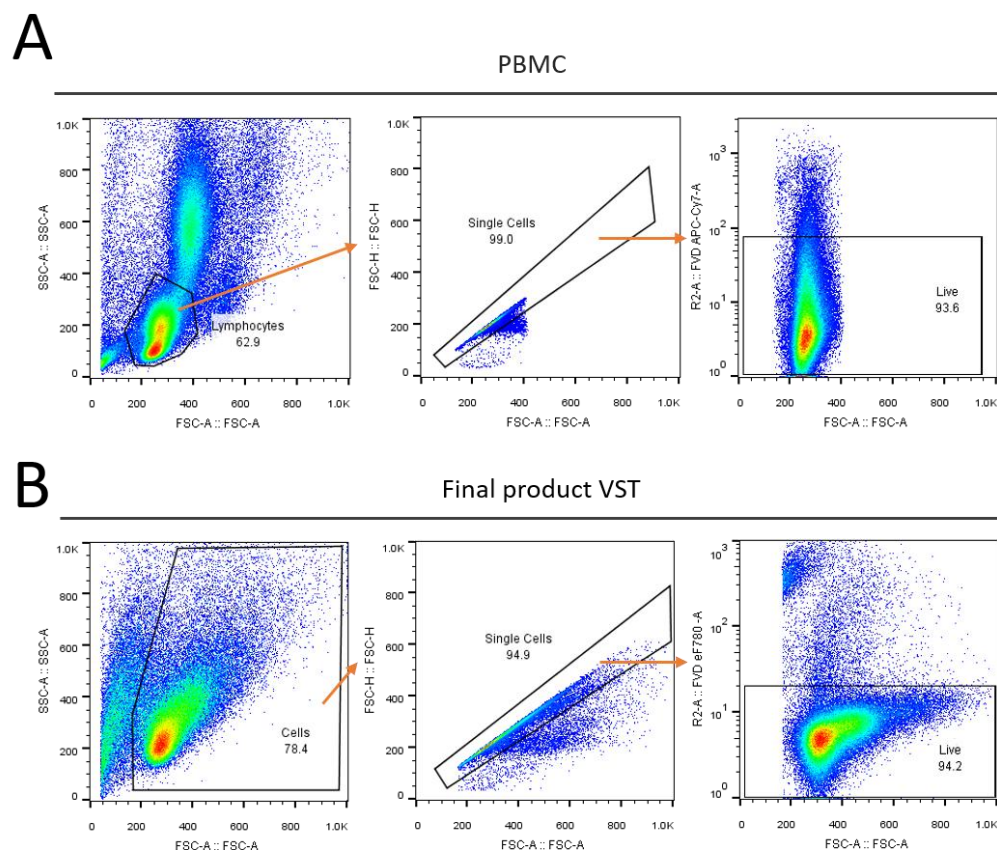 A
PBMC
1.0K
800
600
400
200
0
SSC-A :: SSC-A
Lymphocytes
62.9
0 200 400 600 800 1.0K
FSC-A :: FSC-A
1.0K
800
600
400
200
0
FSC-H :: FSC-H
Single Cells
99.0
0 200 400 600 800 1.0K
FSC-A :: FSC-A
10³
10²
10¹
10⁰
R2-A :: FVD APC-Cy7-A
Live
93.6
0 200 400 600 800 1.0K
FSC-A :: FSC-A
B
Final product VST
1.0K
800
600
400
200
0
SSC-A :: SSC-A
Cells
78.4
0 200 400 600 800 1.0K
FSC-A :: FSC-A
1.0K
800
600
400
200
0
FSC-H :: FSC-H
Single Cells
94.9
0 200 400 600 800 1.0K
FSC-A :: FSC-A
10³
10²
10¹
10⁰
R2-A :: FVD eF780 -A
Live
94.2
0 200 400 600 800 1.0K
FSC-A :: FSC-A